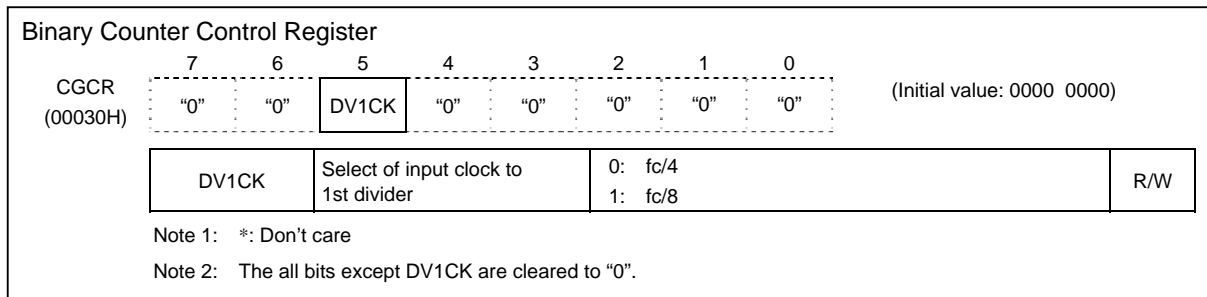 Binary Counter Control Register
7 6 5 4 3 2 1 0
CGCR
(00030H)
“0” “0” DV1CK “0” “0” “0” “0” “0”
(Initial value: 0000 0000)
DV1CK
Select of input clock to
1st divider
0: fc/4
1: fc/8
R/W
Note 1: *: Don’t care
Note 2: The all bits except DV1CK are cleared to “0”.